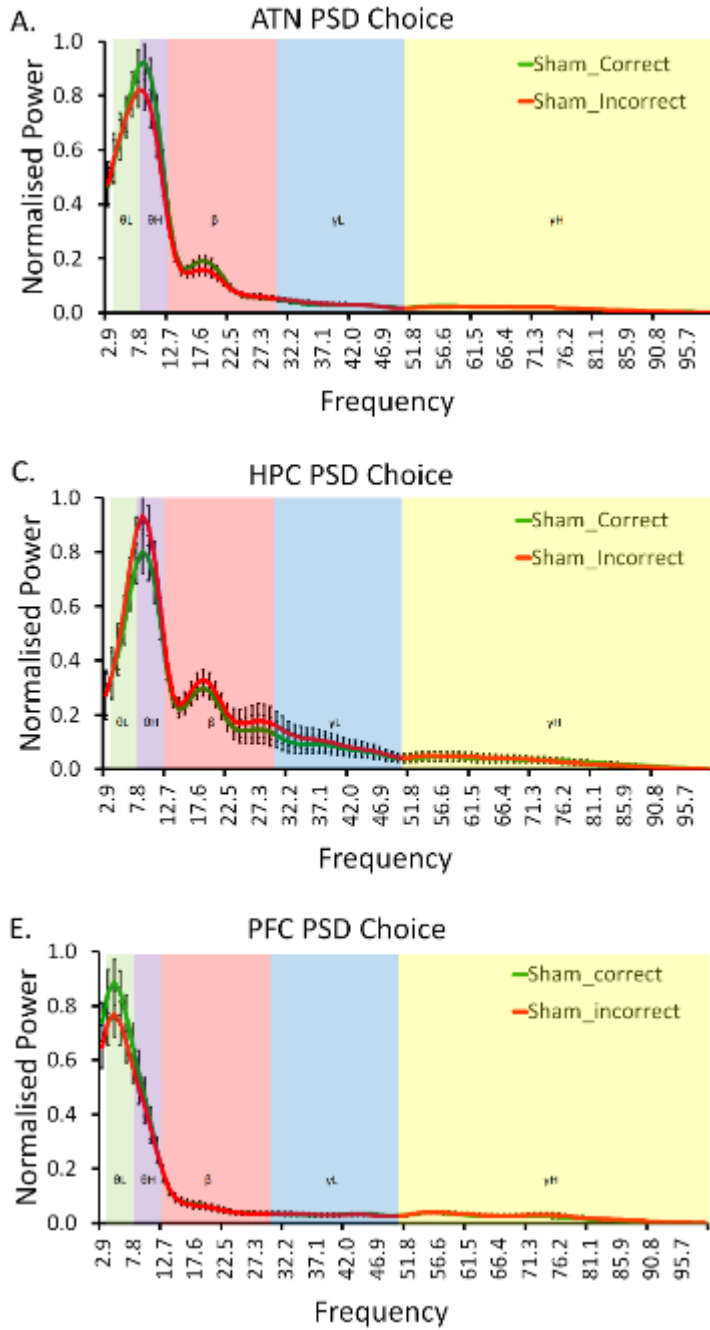 A.
ATN PSD Choice
Normalised Power
1.0
0.8
0.6
0.4
0.2
0.0
Sham_Correct
Sham_Incorrect
θL θH β γL γH
2.9 7.8 12.7 17.6 22.5 27.3 32.2 37.1 42.0 46.9 51.8 56.6 61.5 66.4 71.3 76.2 81.1 85.9 90.8 95.7
Frequency
C.
HPC PSD Choice
Normalised Power
1.0
0.8
0.6
0.4
0.2
0.0
Sham_Correct
Sham_Incorrect
θL θH β γL γH
2.9 7.8 12.7 17.6 22.5 27.3 32.2 37.1 42.0 46.9 51.8 56.6 61.5 66.4 71.3 76.2 81.1 85.9 90.8 95.7
Frequency
E.
PFC PSD Choice
Normalised Power
1.0
0.8
0.6
0.4
0.2
0.0
Sham_correct
Sham_incorrect
θL θH β γL γH
2.9 7.8 12.7 17.6 22.5 27.3 32.2 37.1 42.0 46.9 51.8 56.6 61.5 66.4 71.3 76.2 81.1 85.9 90.8 95.7
Frequency